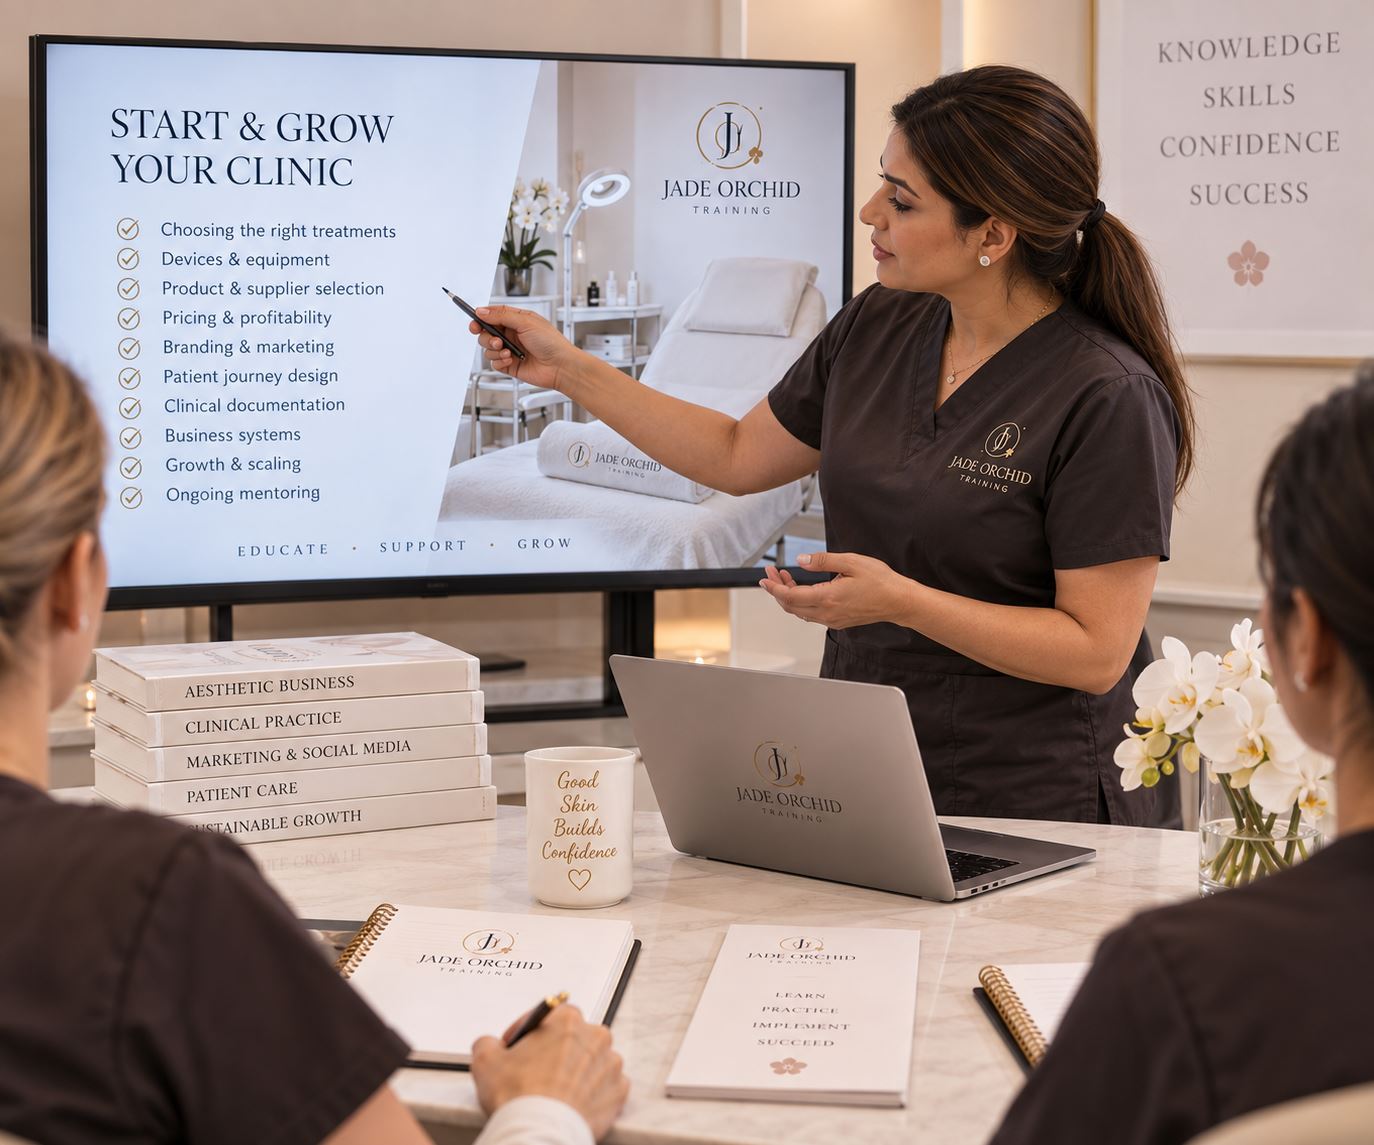 START & GROW
YOUR CLINIC
Choosing the right treatments
Devices & equipment
Product & supplier selection
Pricing & profitability
Branding & marketing
Patient journey design
Clinical documentation
Business systems
Growth & scaling
Ongoing mentoring
EDUCATE • SUPPORT • GROW
JADE ORCHID
TRAINING
JADE ORCHID
TRAINING
KNOWLEDGE
SKILLS
CONFIDENCE
SUCCESS
JADE ORCHID
TRAINING
AESTHETIC BUSINESS
CLINICAL PRACTICE
MARKETING & SOCIAL MEDIA
PATIENT CARE
SUSTAINABLE GROWTH
Good
Skin
Builds
Confidence
JADE ORCHID
TRAINING
JADE ORCHID
TRAINING
JADE ORCHID
TRAINING
LEARN
PRACTICE
IMPLEMENT
SUCCEED